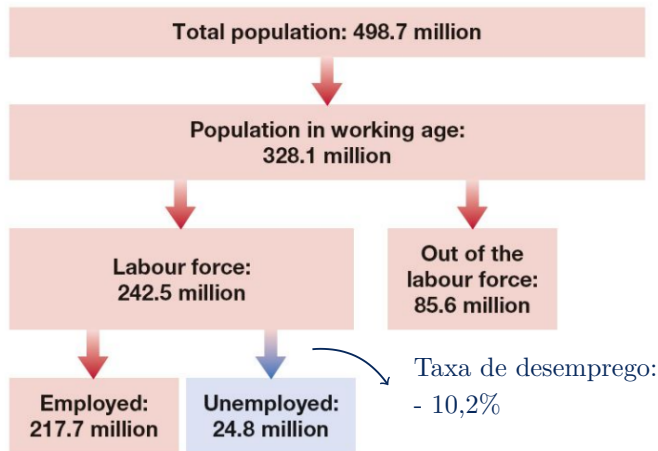 Total population: 498.7 million
Population in working age:
328.1 million
Labour force:
242.5 million
Out of the
labour force:
85.6 million
Employed:
217.7 million
Unemployed:
24.8 million
Taxa de desemprego:
- 10,2%